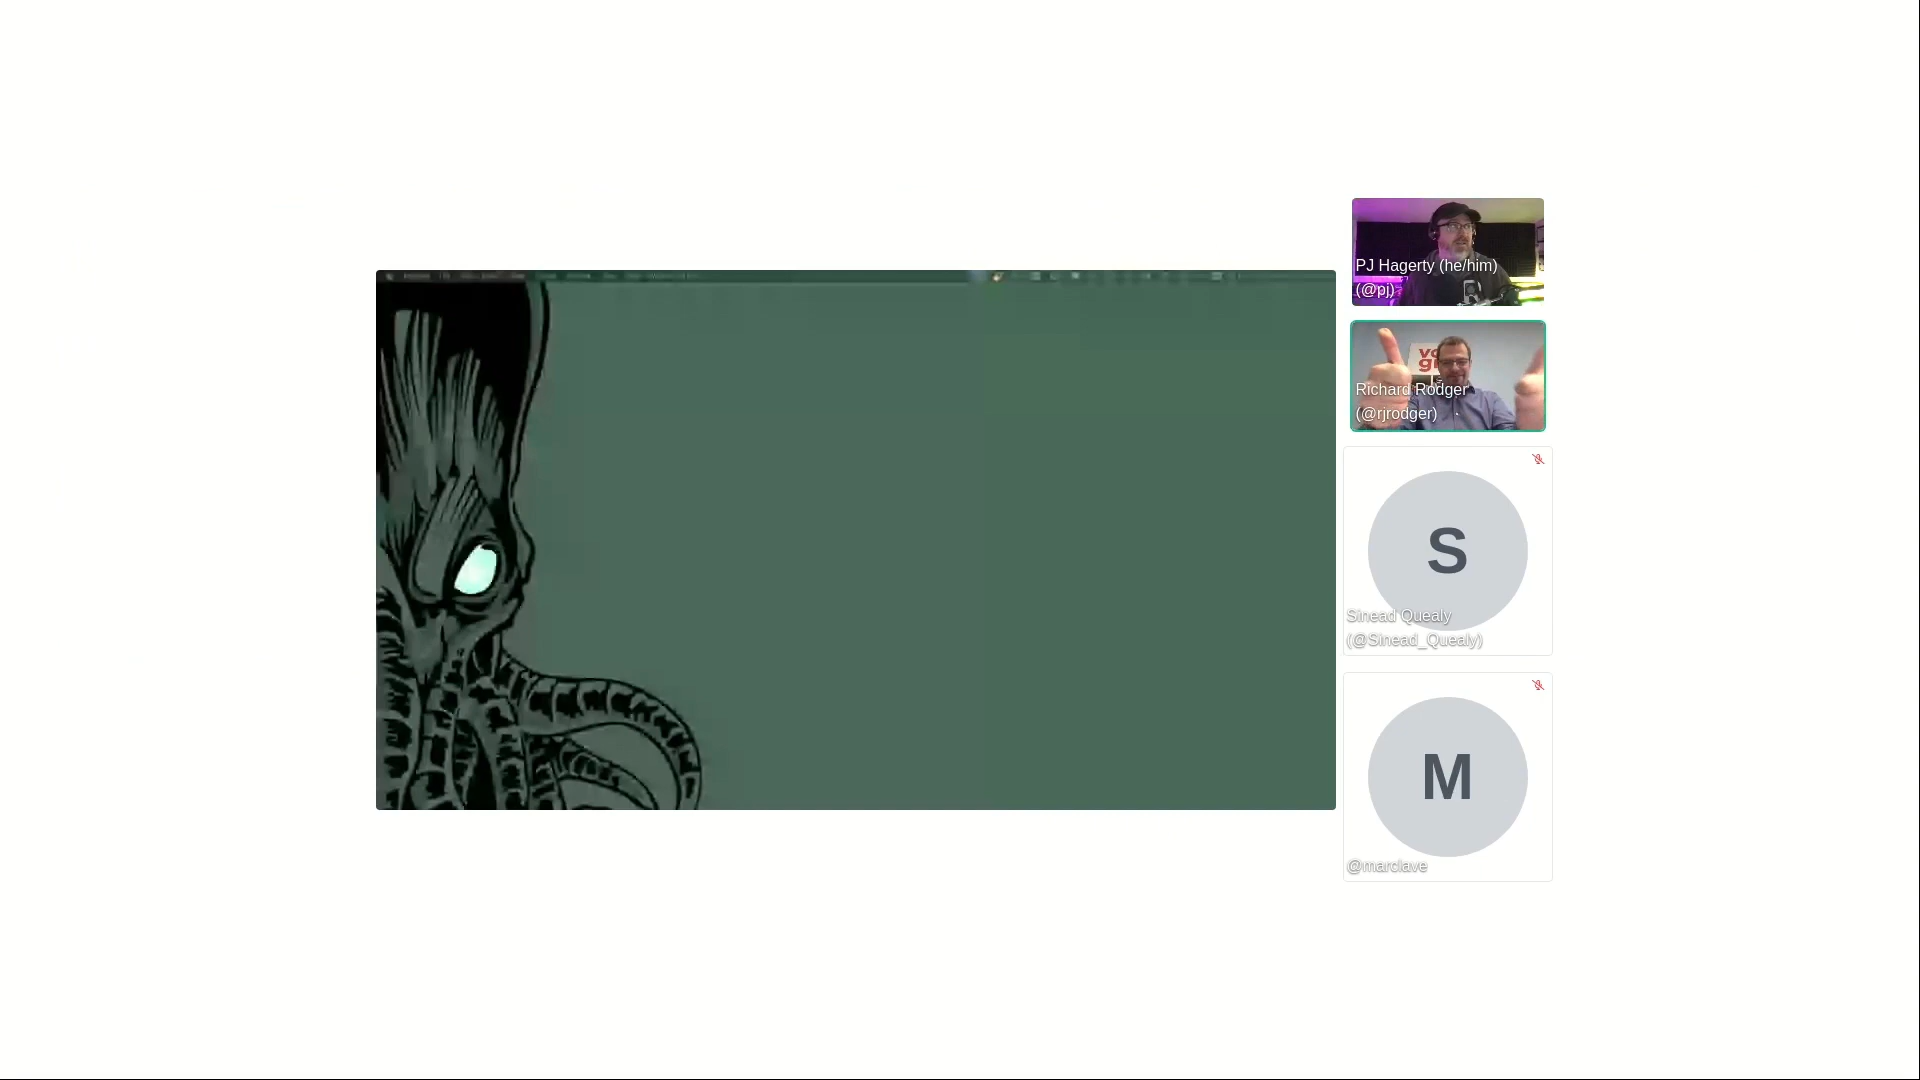 PJ Hagerty (he/him)
(@pj)
Richard Rodger
(@rjrodger)
S
Sinead Quealy
(@Sinead_Quealy)
M
@marclave